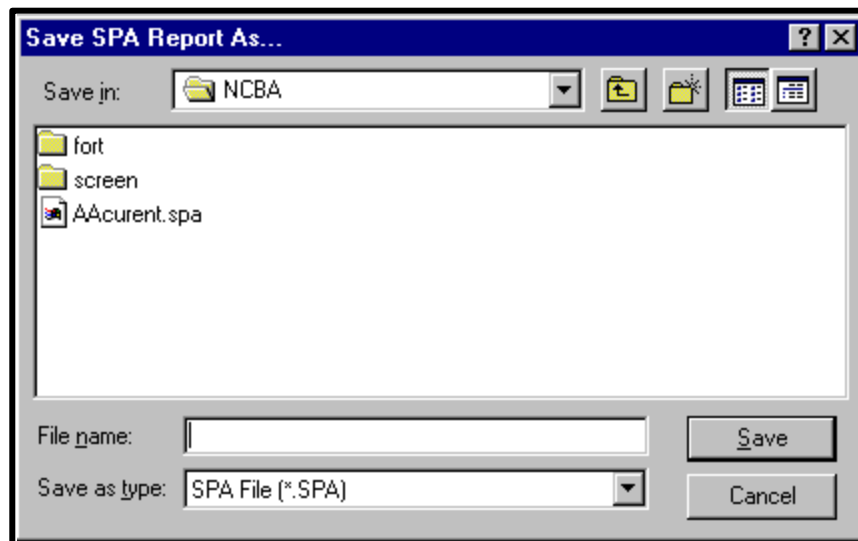 Save SPA Report As...
Save in: NCBA
fort
screen
AAcurent.spa
File name:
Save
Save as type: SPA File (*.SPA)
Cancel